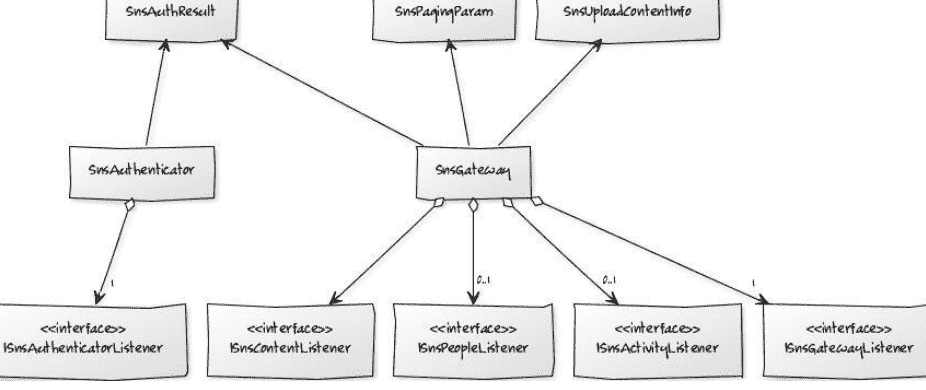 SnsAuthResult
SnsPagingParam
SnsUploadContentInfo
SnsAuthenticator
SnsGateway
1
0..1
0..1
1
<<interface>>
ISnsAuthenticatorListener
<<interface>>
ISnsContentListener
<<interface>>
ISnsPeopleListener
<<interface>>
ISnsActivityListener
<<interface>>
ISnsGatewayListener